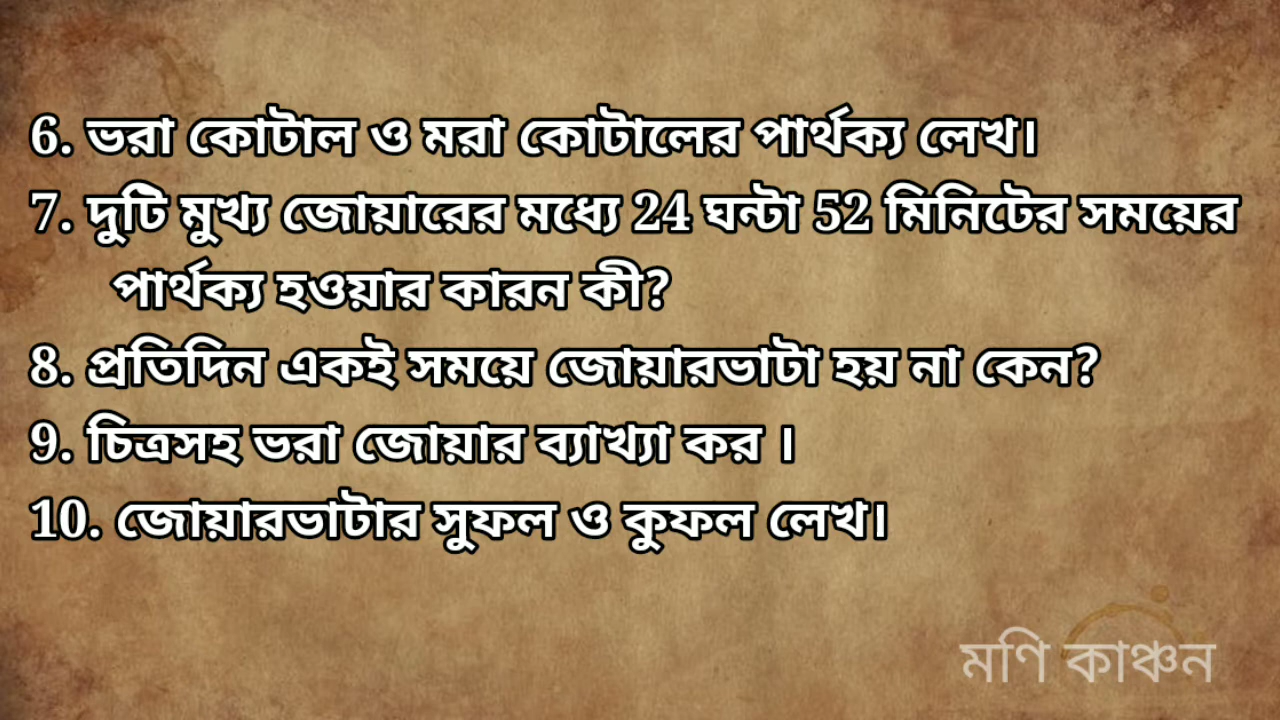 6. ভরা কোটাল ও মরা কোটালের পার্থক্য লেখ।
7. দুটি মুখ্য জোয়ারের মধ্যে 24 ঘন্টা 52 মিনিটের সময়ের
পার্থক্য হওয়ার কারন কী?
8. প্রতিদিন একই সময়ে জোয়ারভাটা হয় না কেন?
9. চিত্রসহ ভরা জোয়ার ব্যাখ্যা কর ।
10. জোয়ারভাটার সুফল ও কুফল লেখ।
মণি কাঞ্চন